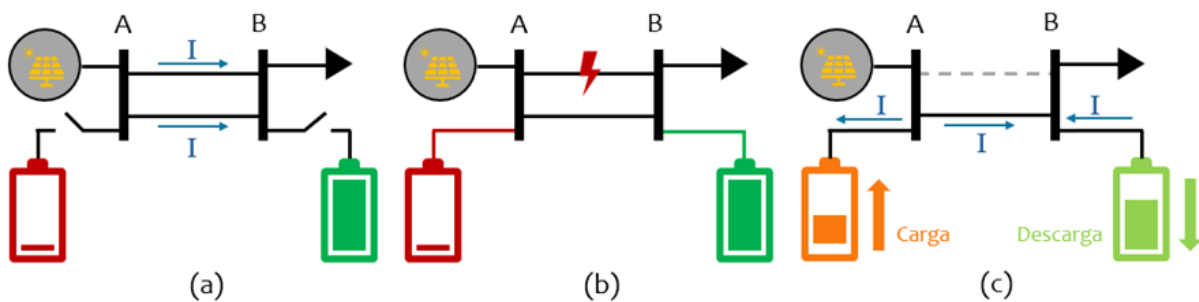 A B
I
I
(a)
A B
(b)
A
B
I I
I
Carga Descarga
(c)